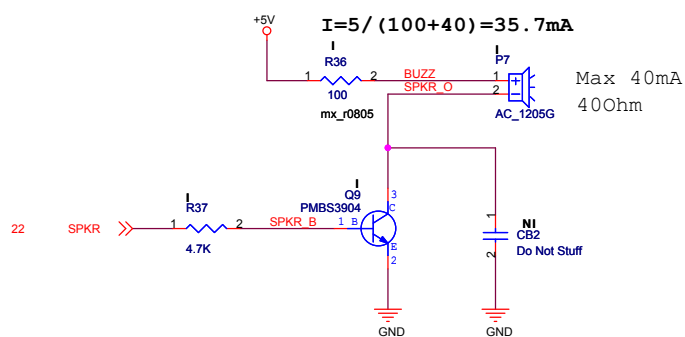 +5V
I=5/(100+40)=35.7mA
I
R36
1
2
100
mx_r0805
BUZZ
SPKR_O
I
P7
1
2
AC_1205G
Max 40mA
40Ohm
I
Q9
PMBS3904
3
C
1
B
E
2
22
SPKR
I
R37
1
2
4.7K
SPKR_B
1
NI
CB2
2
Do Not Stuff
GND
GND